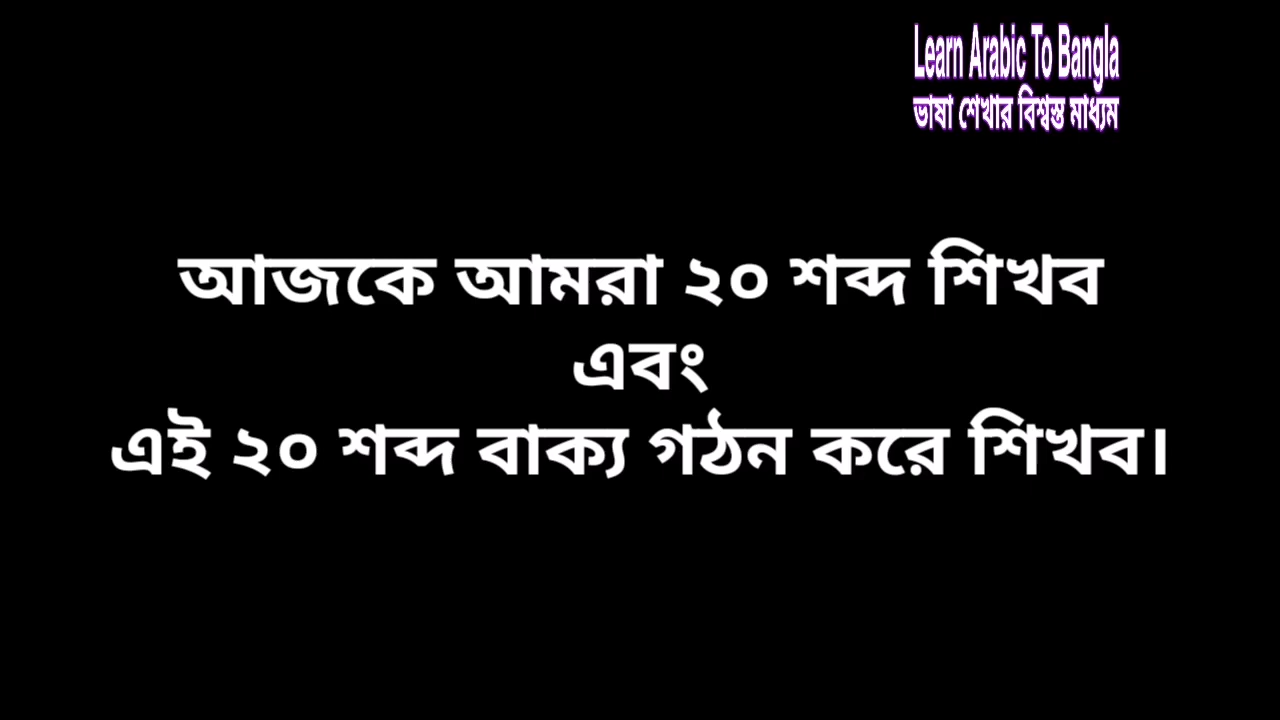 Learn Arabic To Bangla
ভাষা শেখার বিশ্বস্ত মাধ্যম
আজকে আমরা ২০ শব্দ শিখব
এবং
এই ২০ শব্দ বাক্য গঠন করে শিখব।